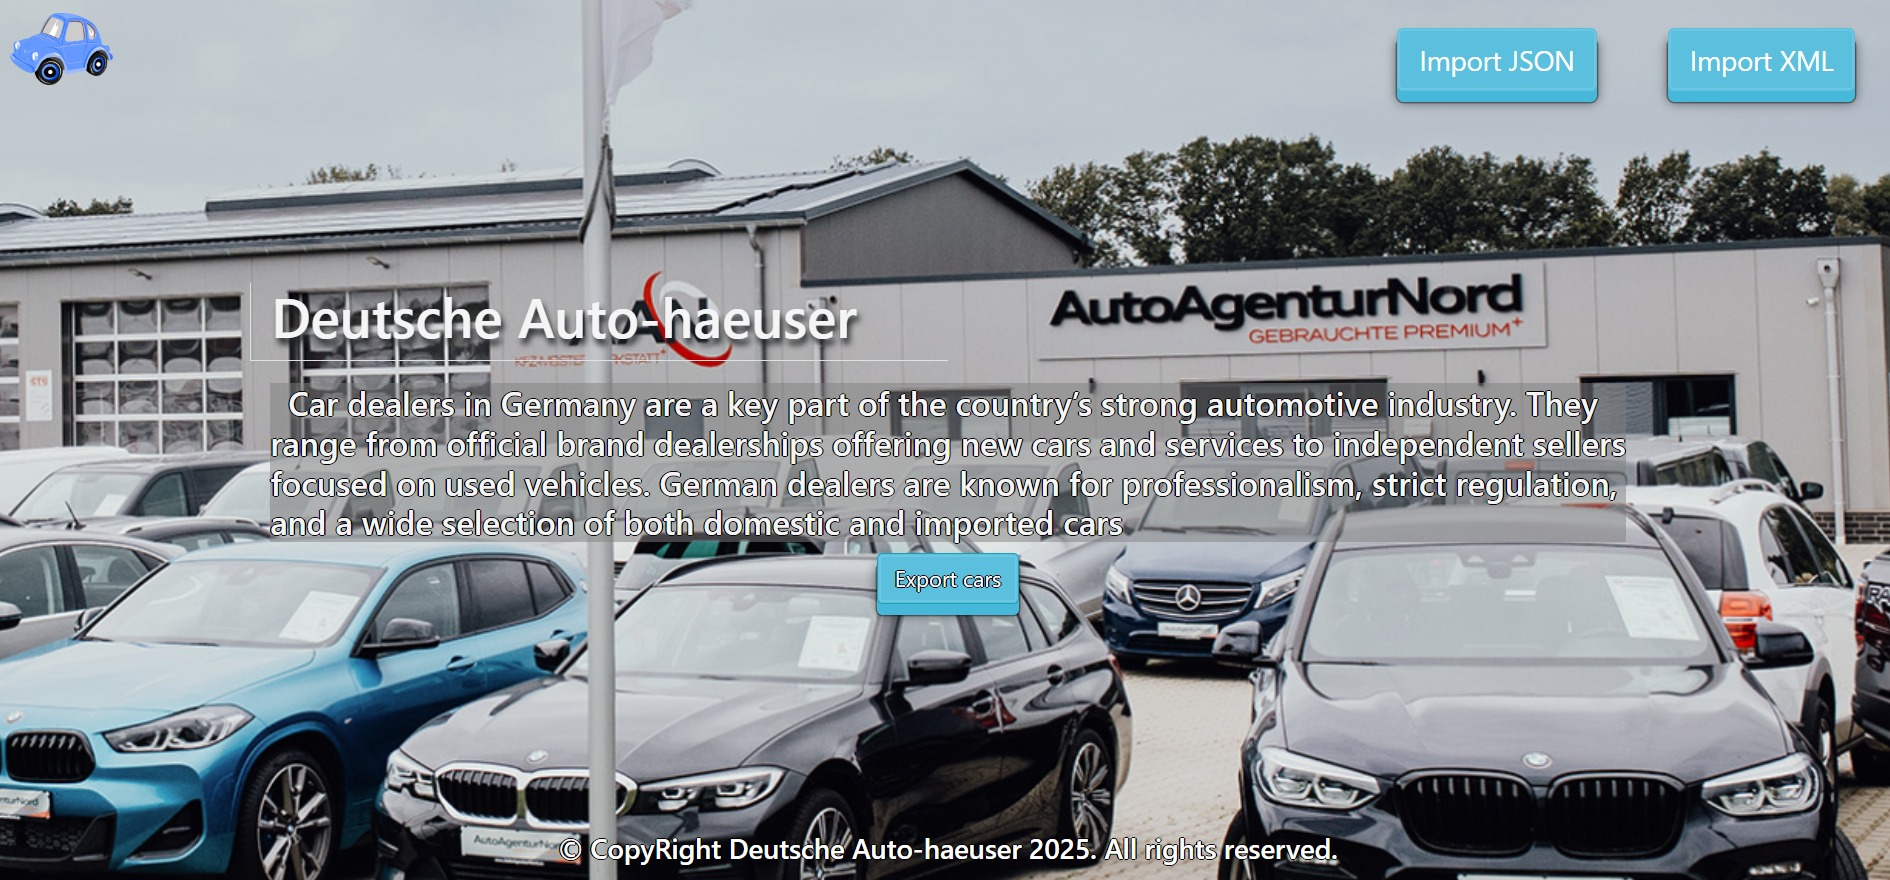 Import JSON
Import XML
AutoAgenturNord
GEBRAUCHTE PREMIUM+
Deutsche Auto-haeuser
Car dealers in Germany are a key part of the country’s strong automotive industry. They
range from official brand dealerships offering new cars and services to independent sellers
focused on used vehicles. German dealers are known for professionalism, strict regulation,
and a wide selection of both domestic and imported cars
Export cars
AutoAgenturNord
© CopyRight Deutsche Auto-haeuser 2025. All rights reserved.